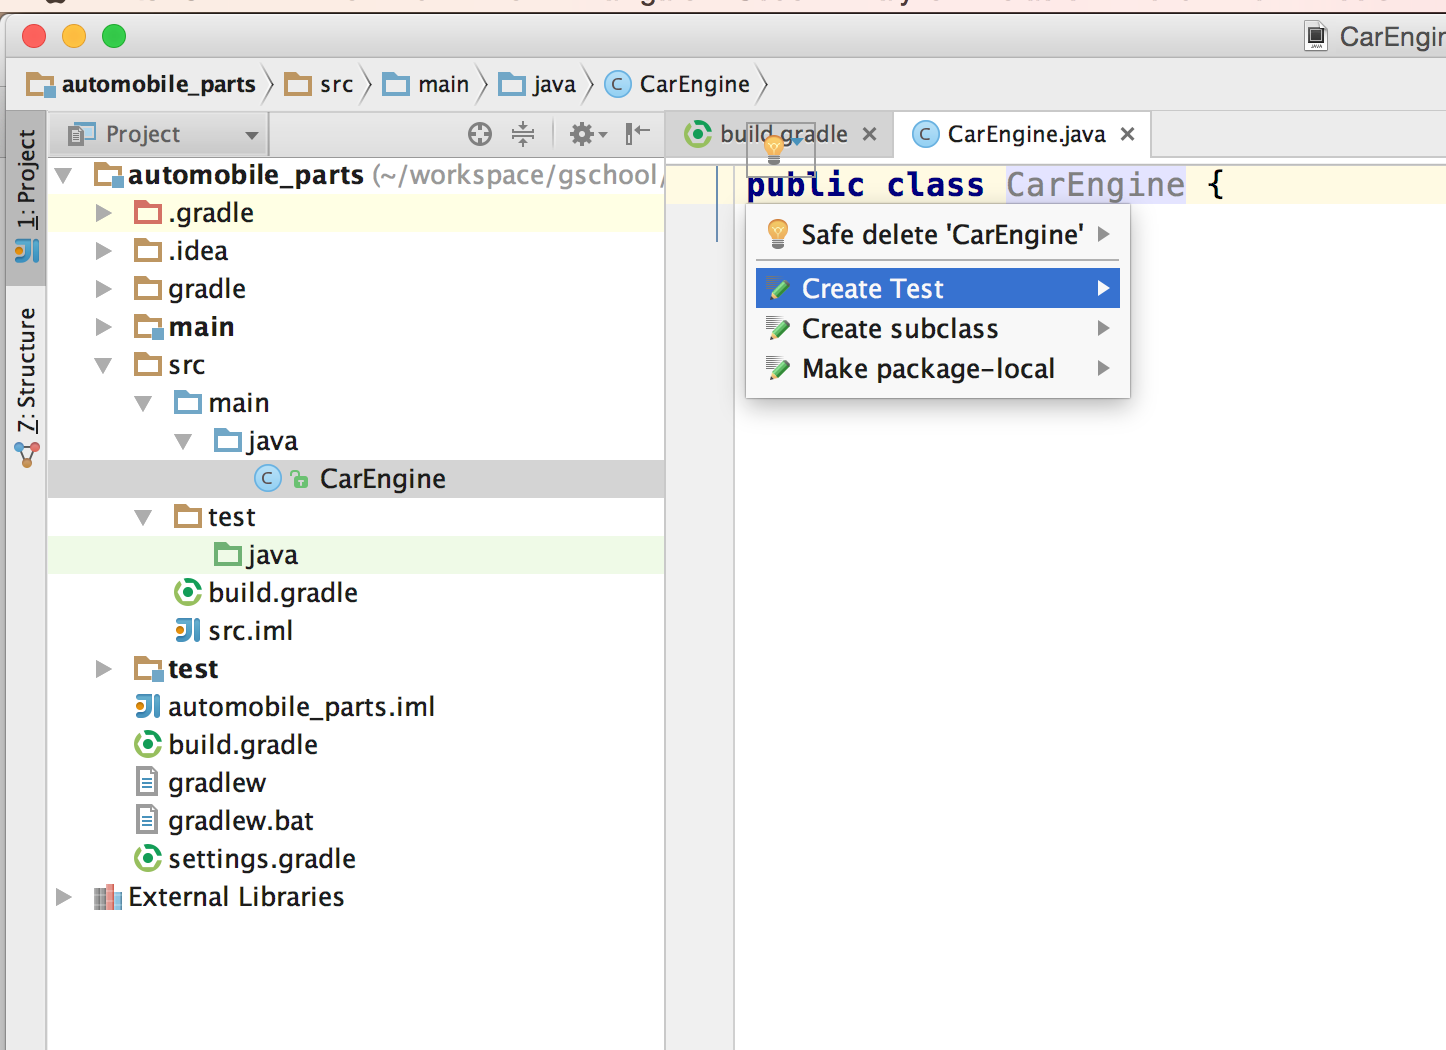 CarEngin
automobile_parts
src
main
java
C CarEngine
1: Project
7: Structure
Project
build.gradle
C CarEngine.java
automobile_parts (~/workspace/gschool/
.gradle
.idea
gradle
main
src
main
java
C CarEngine
test
java
build.gradle
src.iml
test
automobile_parts.iml
build.gradle
gradlew
gradlew.bat
settings.gradle
External Libraries
public class CarEngine {
Safe delete 'CarEngine'
Create Test
Create subclass
Make package-local